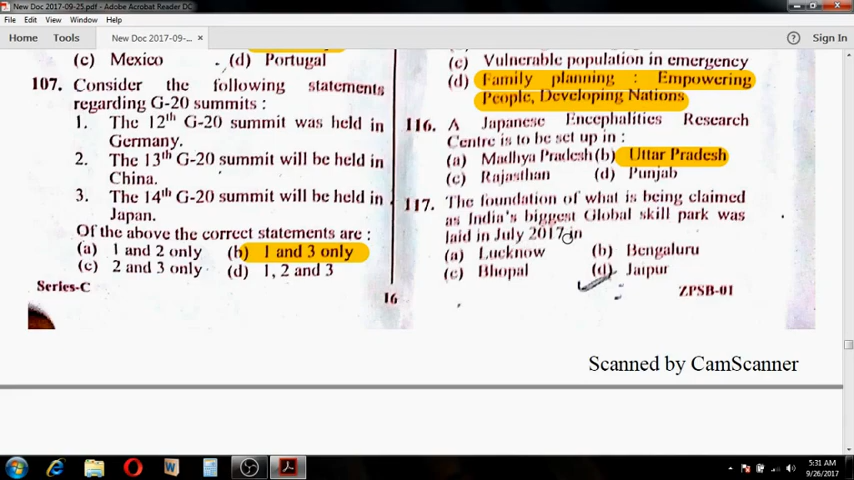 New Doc 2017-09-25.pdf - Adobe Acrobat Reader DC
File Edit View Window Help
Home Tools New Doc 2017-09-... × Sign In
(c) Mexico (d) Portugal
107. Consider the following statements
regarding G-20 summits :
1. The 12th G-20 summit was held in
Germany.
2. The 13th G-20 summit will be held in
China.
3. The 14th G-20 summit will be held in
Japan.
Of the above the correct statements are :
(a) 1 and 2 only (b) 1 and 3 only
(c) 2 and 3 only (d) 1, 2 and 3
Series-C
16
(c) Vulnerable population in emergency
(d) Family planning : Empowering
People, Developing Nations
116. A Japanese Encephalities Research
Centre is to be set up in :
(a) Madhya Pradesh (b) Uttar Pradesh
(c) Rajasthan (d) Punjab
117. The foundation of what is being claimed
as India's biggest Global skill park was
laid in July 2017 in
(a) Lucknow (b) Bengaluru
(c) Bhopal (d) Jaipur
ZPSB-01
Scanned by CamScanner
5:31 AM
9/26/2017